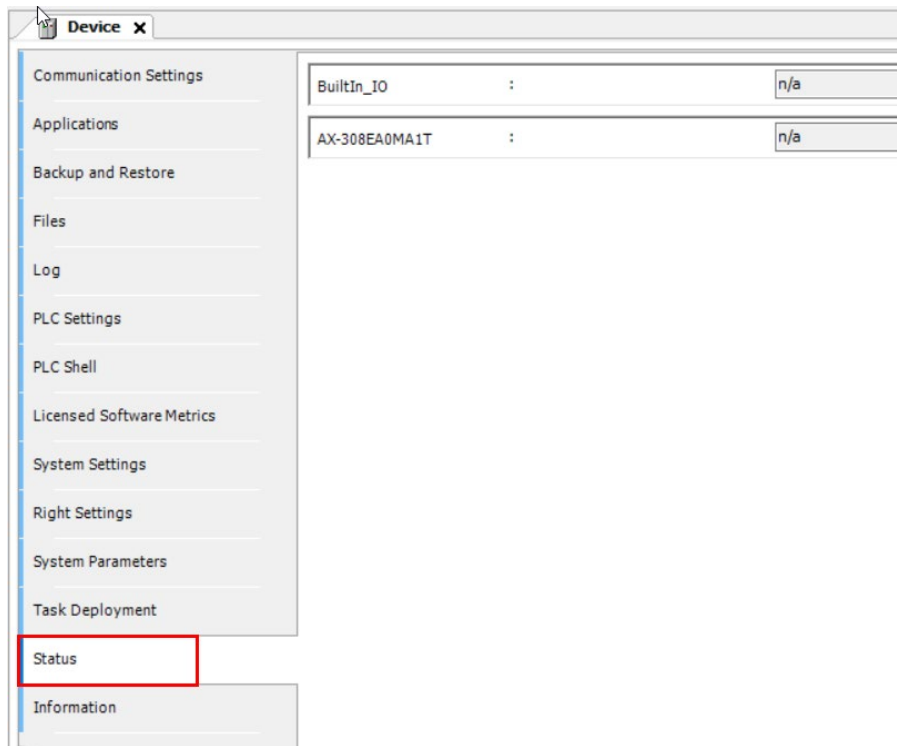 Device
Communication Settings
Applications
Backup and Restore
Files
Log
PLC Settings
PLC Shell
Licensed Software Metrics
System Settings
Right Settings
System Parameters
Task Deployment
Status
Information
BuiltIn_IO : n/a
AX-308EA0MA1T : n/a